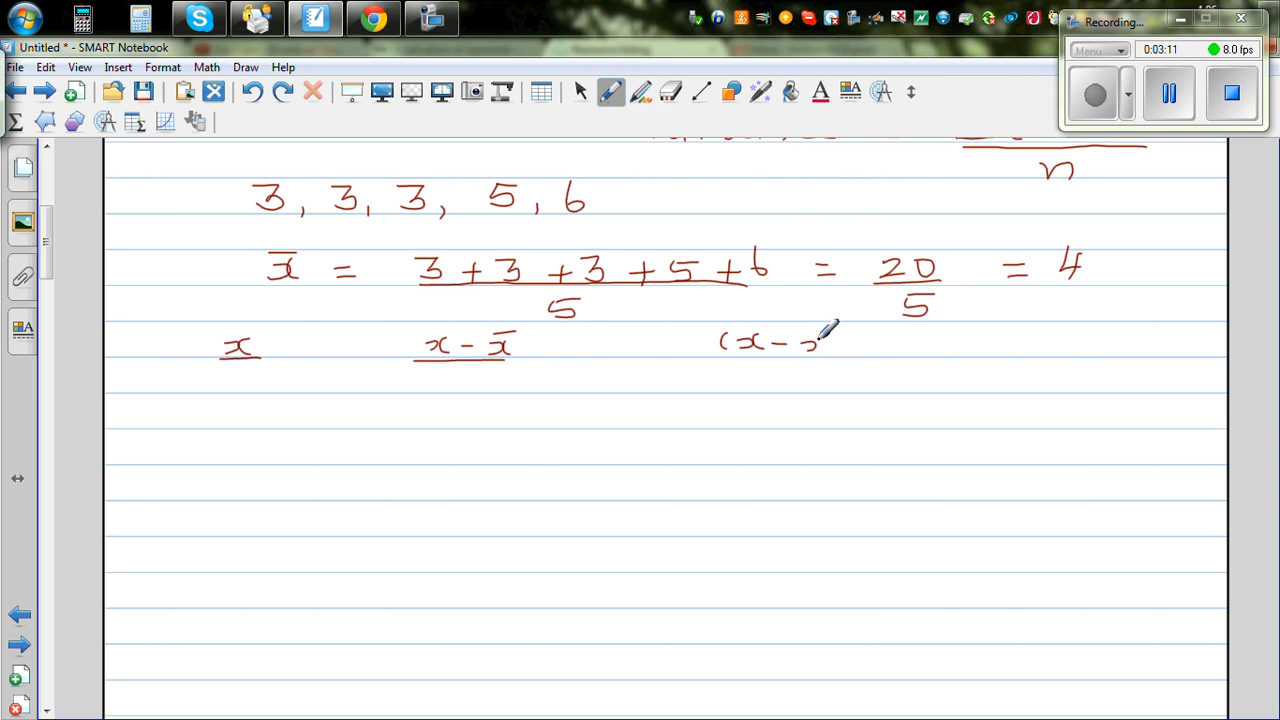 Recording...
Untitled * - SMART Notebook
Menu
0:03:11
8.0 fps
File Edit View Insert Format Math Draw Help
n
3, 3, 3, 5, 6
x̄ = 3 + 3 + 3 + 5 + 6 = 20 = 4
5 5
x x - x̄ (x - x